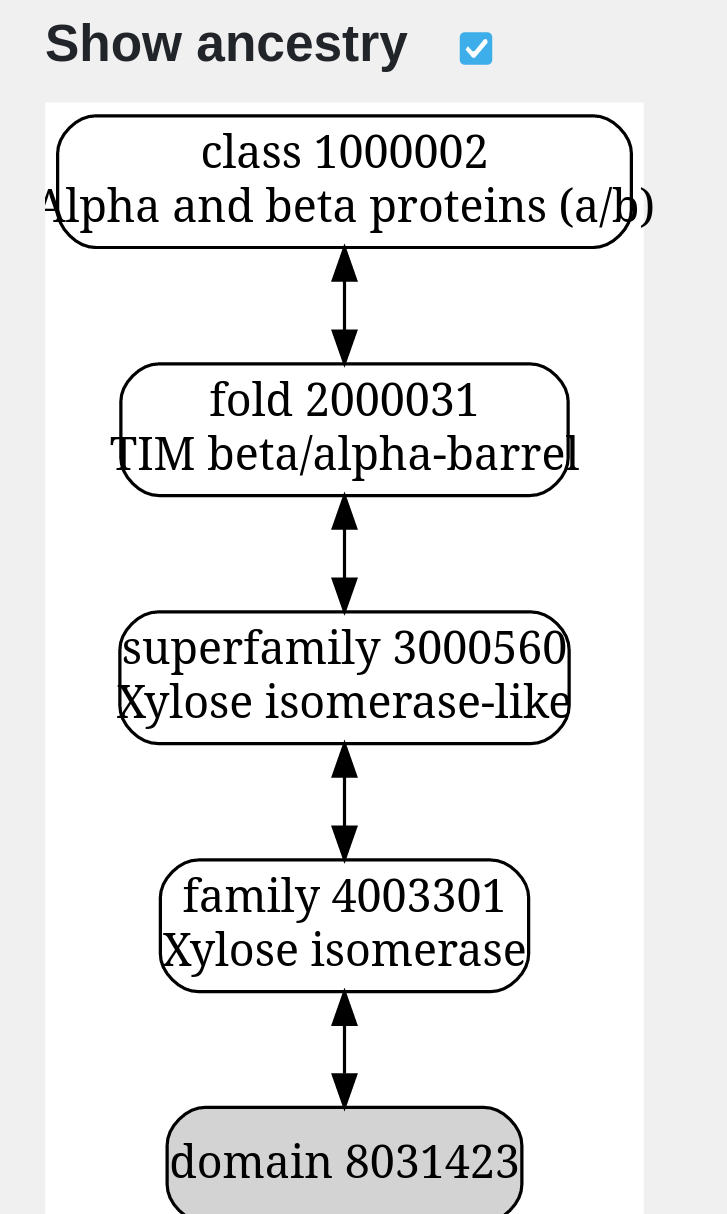 Show ancestry
class 1000002
Alpha and beta proteins (a/b)
fold 2000031
TIM beta/alpha-barrel
superfamily 3000560
Xylose isomerase-like
family 4003301
Xylose isomerase
domain 8031423